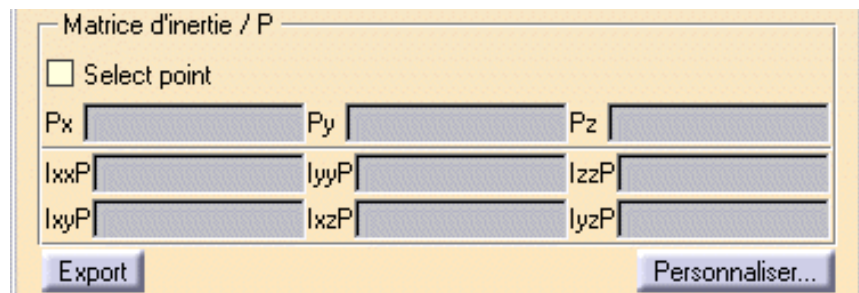 Matrice d'inertie / P
Select point
Px Py Pz
IxxP IyyP IzzP
IxyP IxzP IyzP
Export Personnaliser...